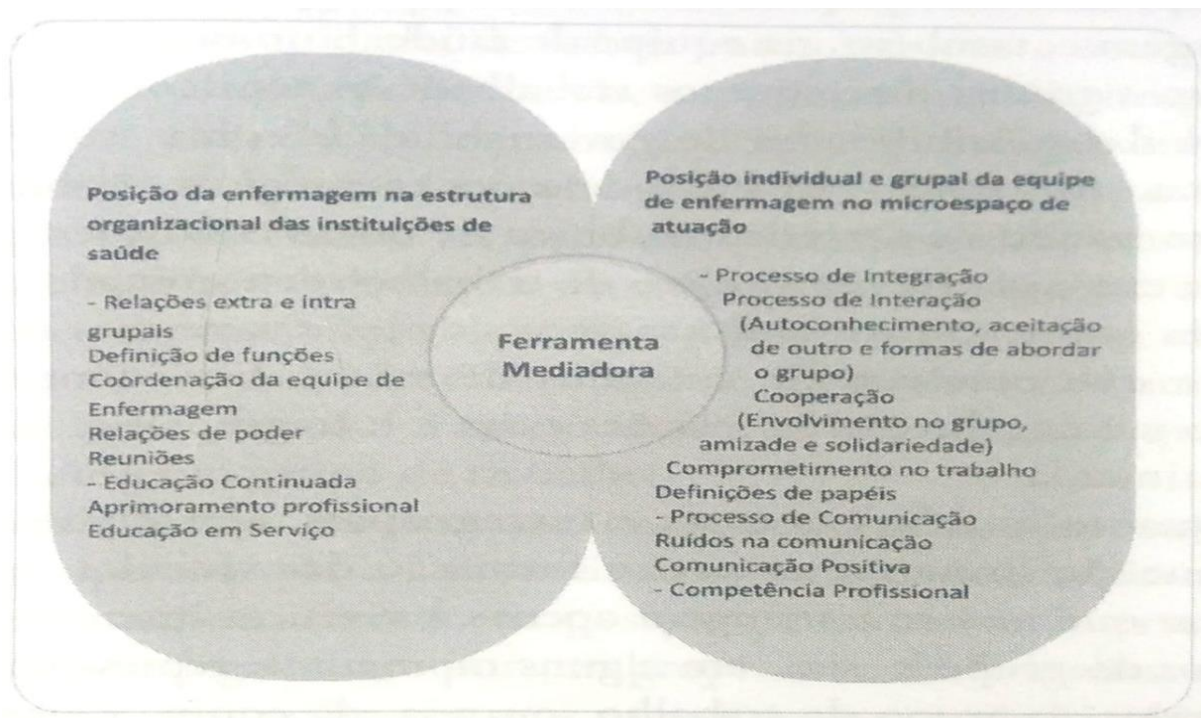 Posição da enfermagem na estrutura
organizacional das instituições de
saúde
- Relações extra e intra
grupais
Definição de funções
Coordenação da equipe de
Enfermagem
Relações de poder
Reuniões
- Educação Continuada
Aprimoramento profissional
Educação em Serviço
Ferramenta
Mediadora
Posição individual e grupal da equipe
de enfermagem no microespaço de
atuação
- Processo de Integração
Processo de Interação
(Autoconhecimento, aceitação
de outro e formas de abordar
o grupo)
Cooperação
(Envolvimento no grupo,
amizade e solidariedade)
Comprometimento no trabalho
Definições de papéis
- Processo de Comunicação
Ruídos na comunicação
Comunicação Positiva
- Competência Profissional